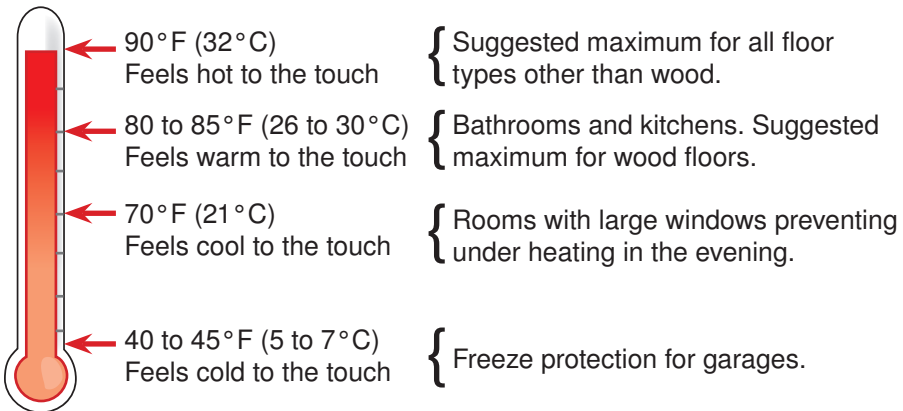 90°F (32°C)
Feels hot to the touch
Suggested maximum for all floor
types other than wood.
80 to 85°F (26 to 30°C)
Feels warm to the touch
Bathrooms and kitchens. Suggested
maximum for wood floors.
70°F (21°C)
Feels cool to the touch
Rooms with large windows preventing
under heating in the evening.
40 to 45°F (5 to 7°C)
Feels cold to the touch
Freeze protection for garages.